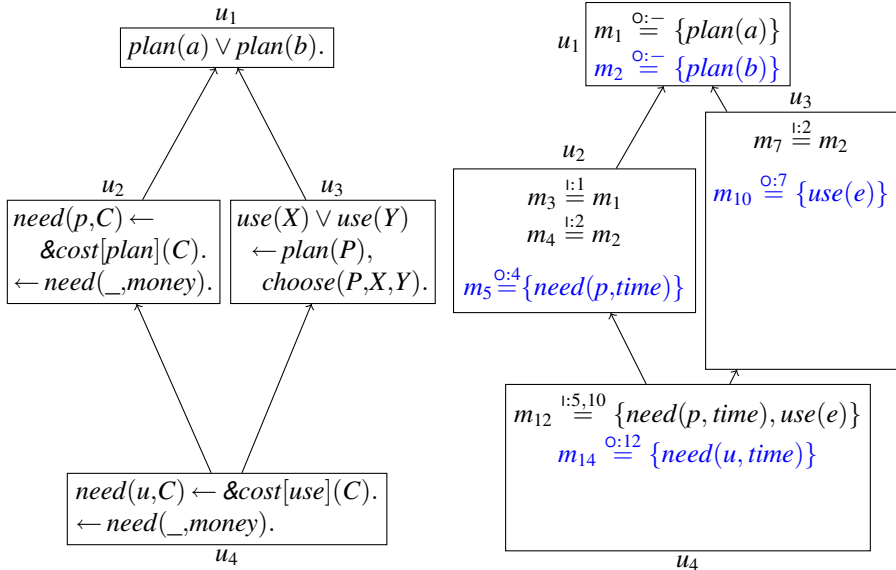 u₁
plan(a) ∨ plan(b).
u₂
need(p,C) ←
&cost[plan](C).
← need(_,money).
u₃
use(X) ∨ use(Y)
← plan(P),
choose(P,X,Y).
need(u,C) ← &cost[use](C).
← need(_,money).
u₄
u₁
m₁ =^{O:−} {plan(a)}
m₂ =^{O:−} {plan(b)}
u₂
m₃ =^{I:1} m₁
m₄ =^{I:2} m₂
m₅ =^{O:4} {need(p,time)}
u₃
m₇ =^{I:2} m₂
m₁₀ =^{O:7} {use(e)}
m₁₂ =^{I:5,10} {need(p, time), use(e)}
m₁₄ =^{O:12} {need(u, time)}
u₄